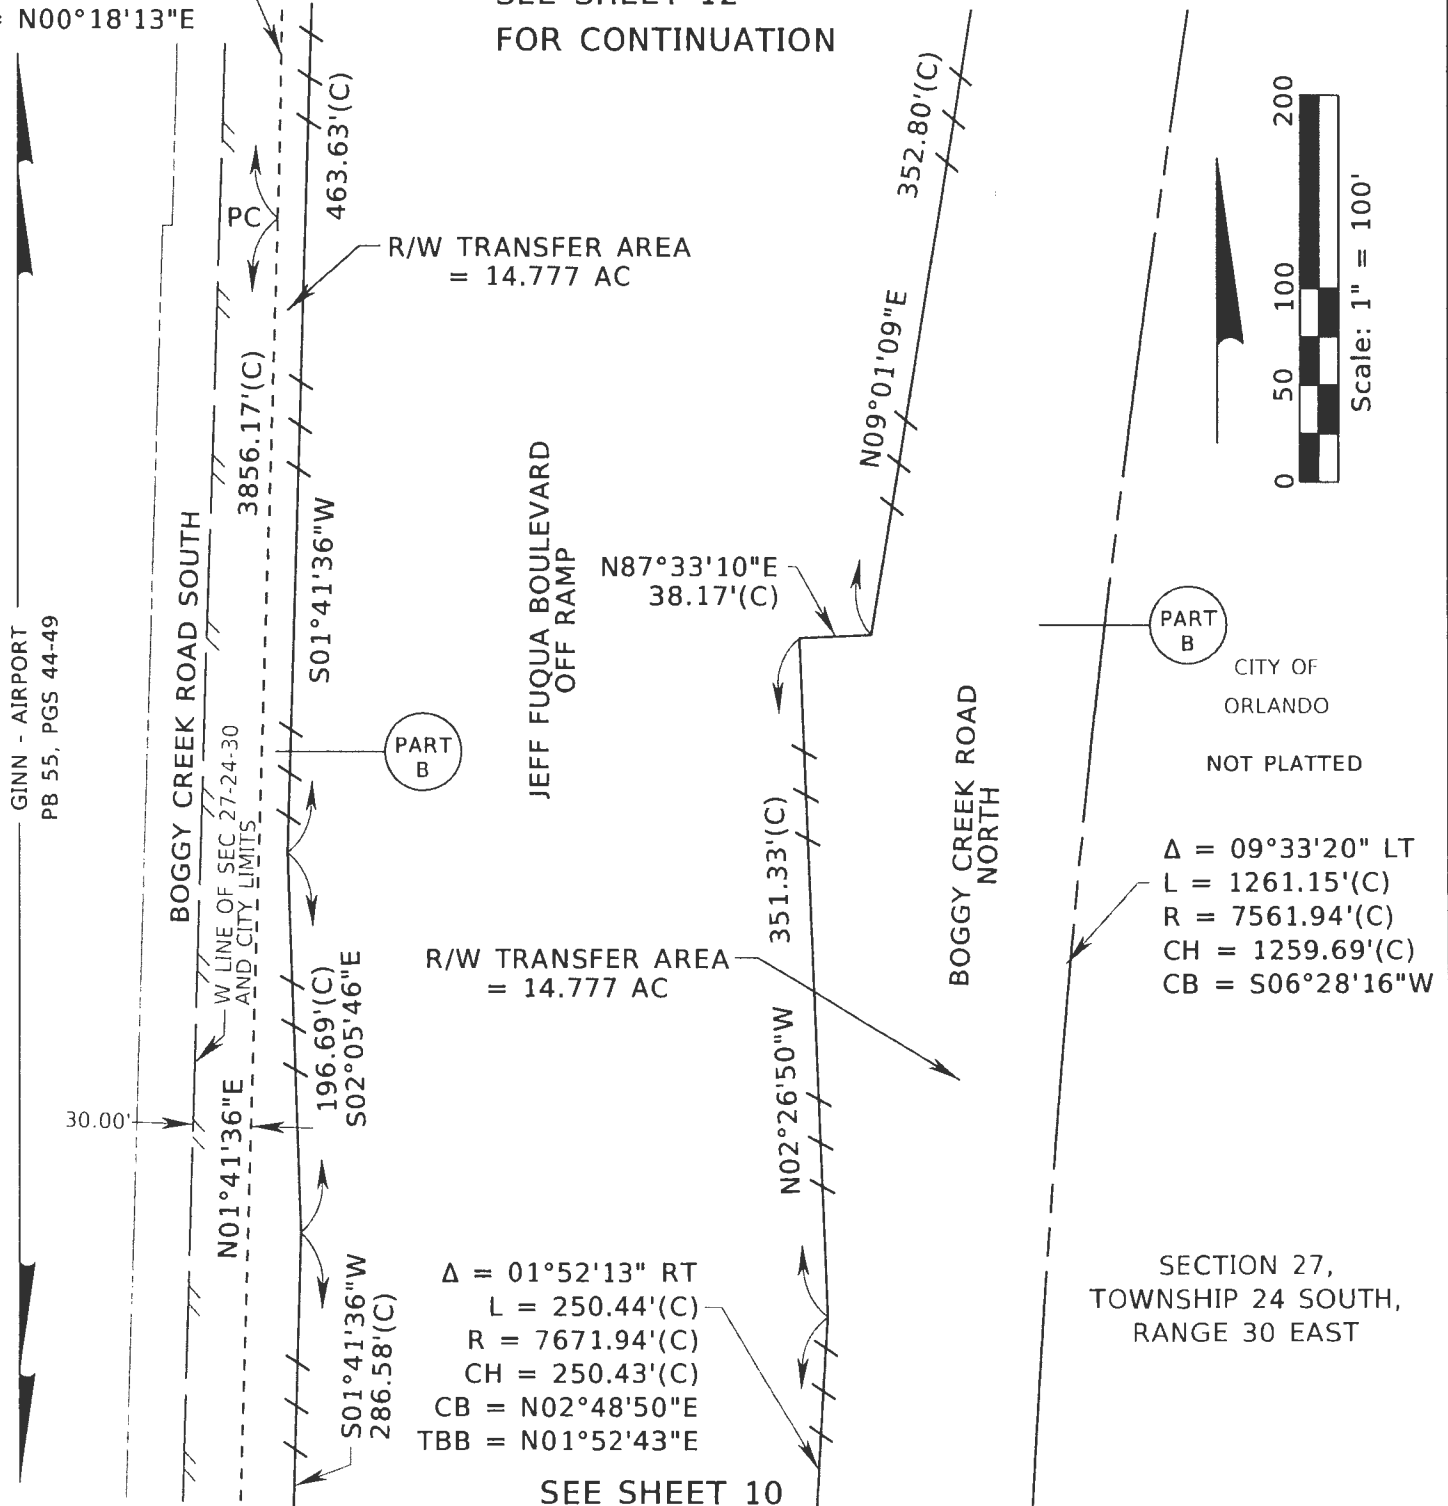 = N00°18'13"E
SEE SHEET 12
FOR CONTINUATION
463.63'(C)
352.80'(C)
200
100
50
0
Scale: 1" = 100'
PC
R/W TRANSFER AREA
= 14.777 AC
3856.17'(C)
S01°41'36"W
N09°01'09"E
JEFF FUQUA BOULEVARD
OFF RAMP
N87°33'10"E
38.17'(C)
BOGGY CREEK ROAD SOUTH
GINN - AIRPORT
PB 55, PGS 44-49
PART
B
PART
B
CITY OF
ORLANDO
NOT PLATTED
W LINE OF SEC 27-24-30
AND CITY LIMITS
351.33'(C)
BOGGY CREEK ROAD
NORTH
Δ = 09°33'20" LT
L = 1261.15'(C)
R = 7561.94'(C)
CH = 1259.69'(C)
CB = S06°28'16"W
R/W TRANSFER AREA
= 14.777 AC
196.69'(C)
S02°05'46"E
N02°26'50"W
30.00'
N01°41'36"E
S01°41'36"W
286.58'(C)
Δ = 01°52'13" RT
L = 250.44'(C)
R = 7671.94'(C)
CH = 250.43'(C)
CB = N02°48'50"E
TBB = N01°52'43"E
SECTION 27,
TOWNSHIP 24 SOUTH,
RANGE 30 EAST
SEE SHEET 10